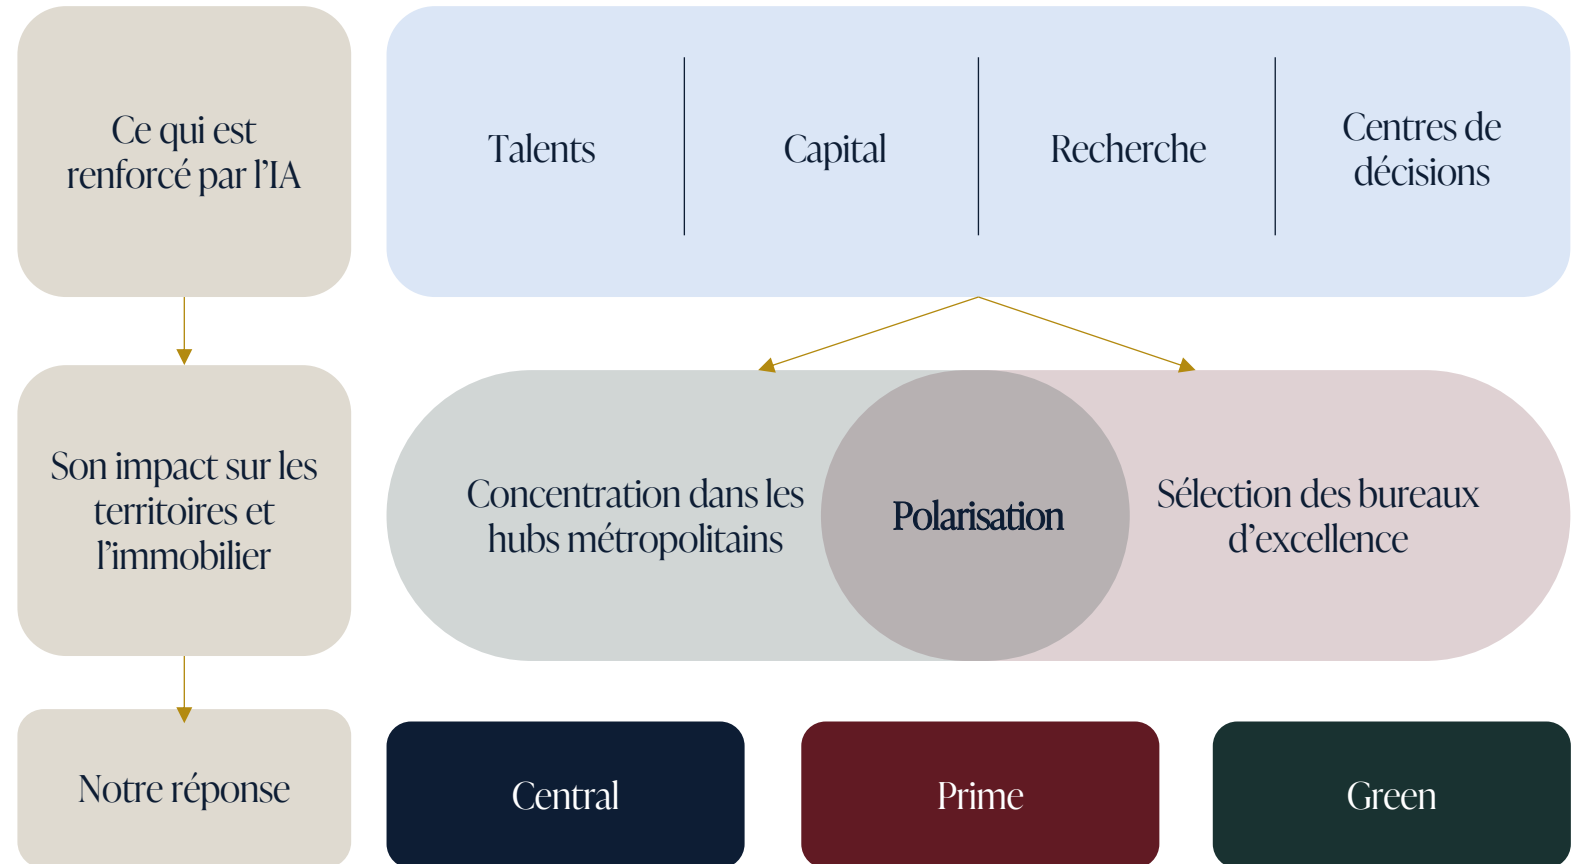 Ce qui est
renforcé par l’IA
Talents
Capital
Recherche
Centres de
décisions
Son impact sur les
territoires et
l’immobilier
Concentration dans les
hubs métropolitains
Polarisation
Sélection des bureaux
d’excellence
Notre réponse
Central
Prime
Green